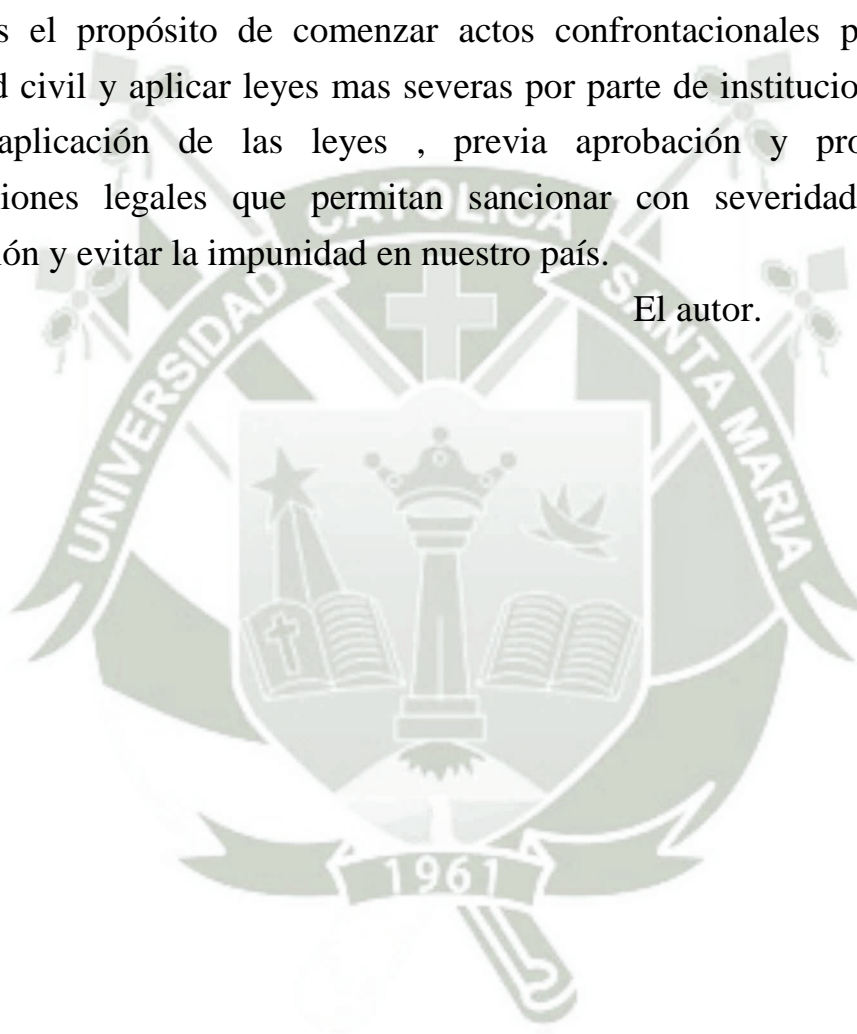 s el propósito de comenzar actos confrontacionales p
d civil y aplicar leyes mas severas por parte de institucio
aplicación de las leyes , previa aprobación y pro
iones legales que permitan sancionar con severidad
ión y evitar la impunidad en nuestro país.
El autor.
UNIVERSIDAD CATOLICA SANTA MARIA
1961